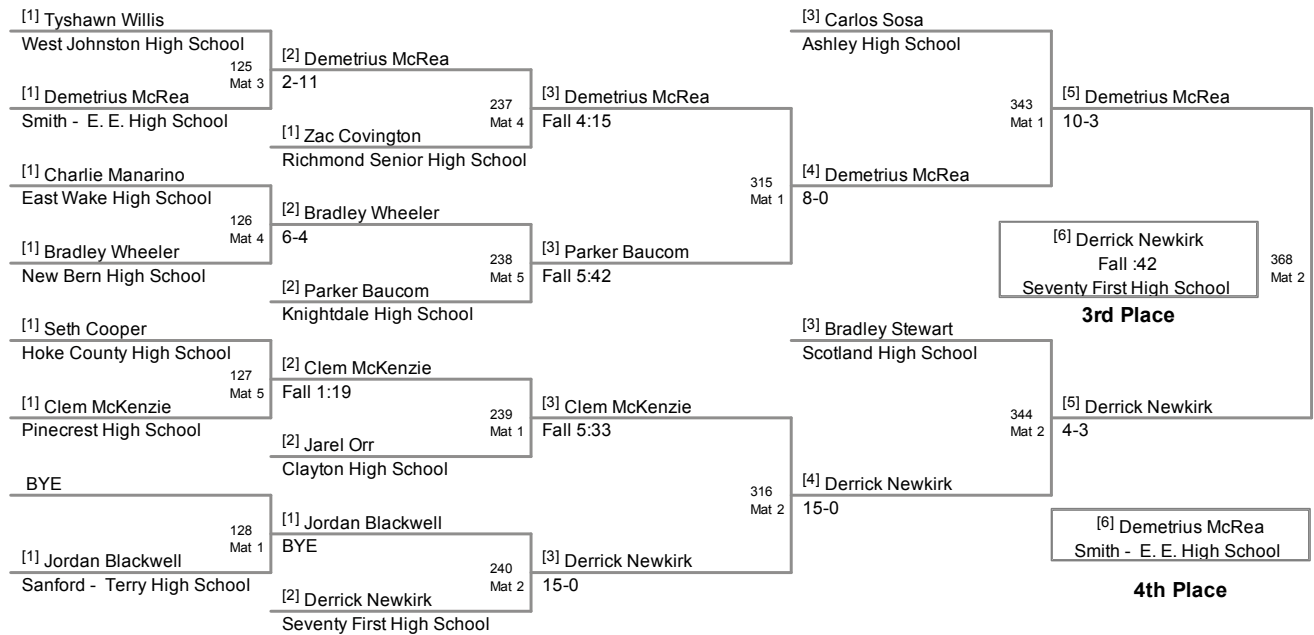 [1] Tyshawn Willis
West Johnston High School
125
Mat 3
[1] Demetrius McRea
Smith -  E. E. High School
[1] Charlie Manarino
East Wake High School
126
Mat 4
[1] Bradley Wheeler
New Bern High School
[1] Seth Cooper
Hoke County High School
127
Mat 5
[1] Clem McKenzie
Pinecrest High School
BYE
128
Mat 1
[1] Jordan Blackwell
Sanford -  Terry High School
[2] Demetrius McRea
2-11
237
Mat 4
[1] Zac Covington
Richmond Senior High School
[2] Bradley Wheeler
6-4
238
Mat 5
[2] Parker Baucom
Knightdale High School
[2] Clem McKenzie
Fall 1:19
239
Mat 1
[2] Jarel Orr
Clayton High School
[1] Jordan Blackwell
BYE
240
Mat 2
[2] Derrick Newkirk
Seventy First High School
[3] Demetrius McRea
Fall 4:15
315
Mat 1
[3] Parker Baucom
Fall 5:42
[3] Clem McKenzie
Fall 5:33
316
Mat 2
[3] Derrick Newkirk
15-0
[3] Carlos Sosa
Ashley High School
343
Mat 1
[4] Demetrius McRea
8-0
[3] Bradley Stewart
Scotland High School
344
Mat 2
[4] Derrick Newkirk
15-0
[5] Demetrius McRea
10-3
[6] Derrick Newkirk
Fall :42
Seventy First High School
368
Mat 2
3rd Place
[5] Derrick Newkirk
4-3
[6] Demetrius McRea
Smith -  E. E. High School
4th Place